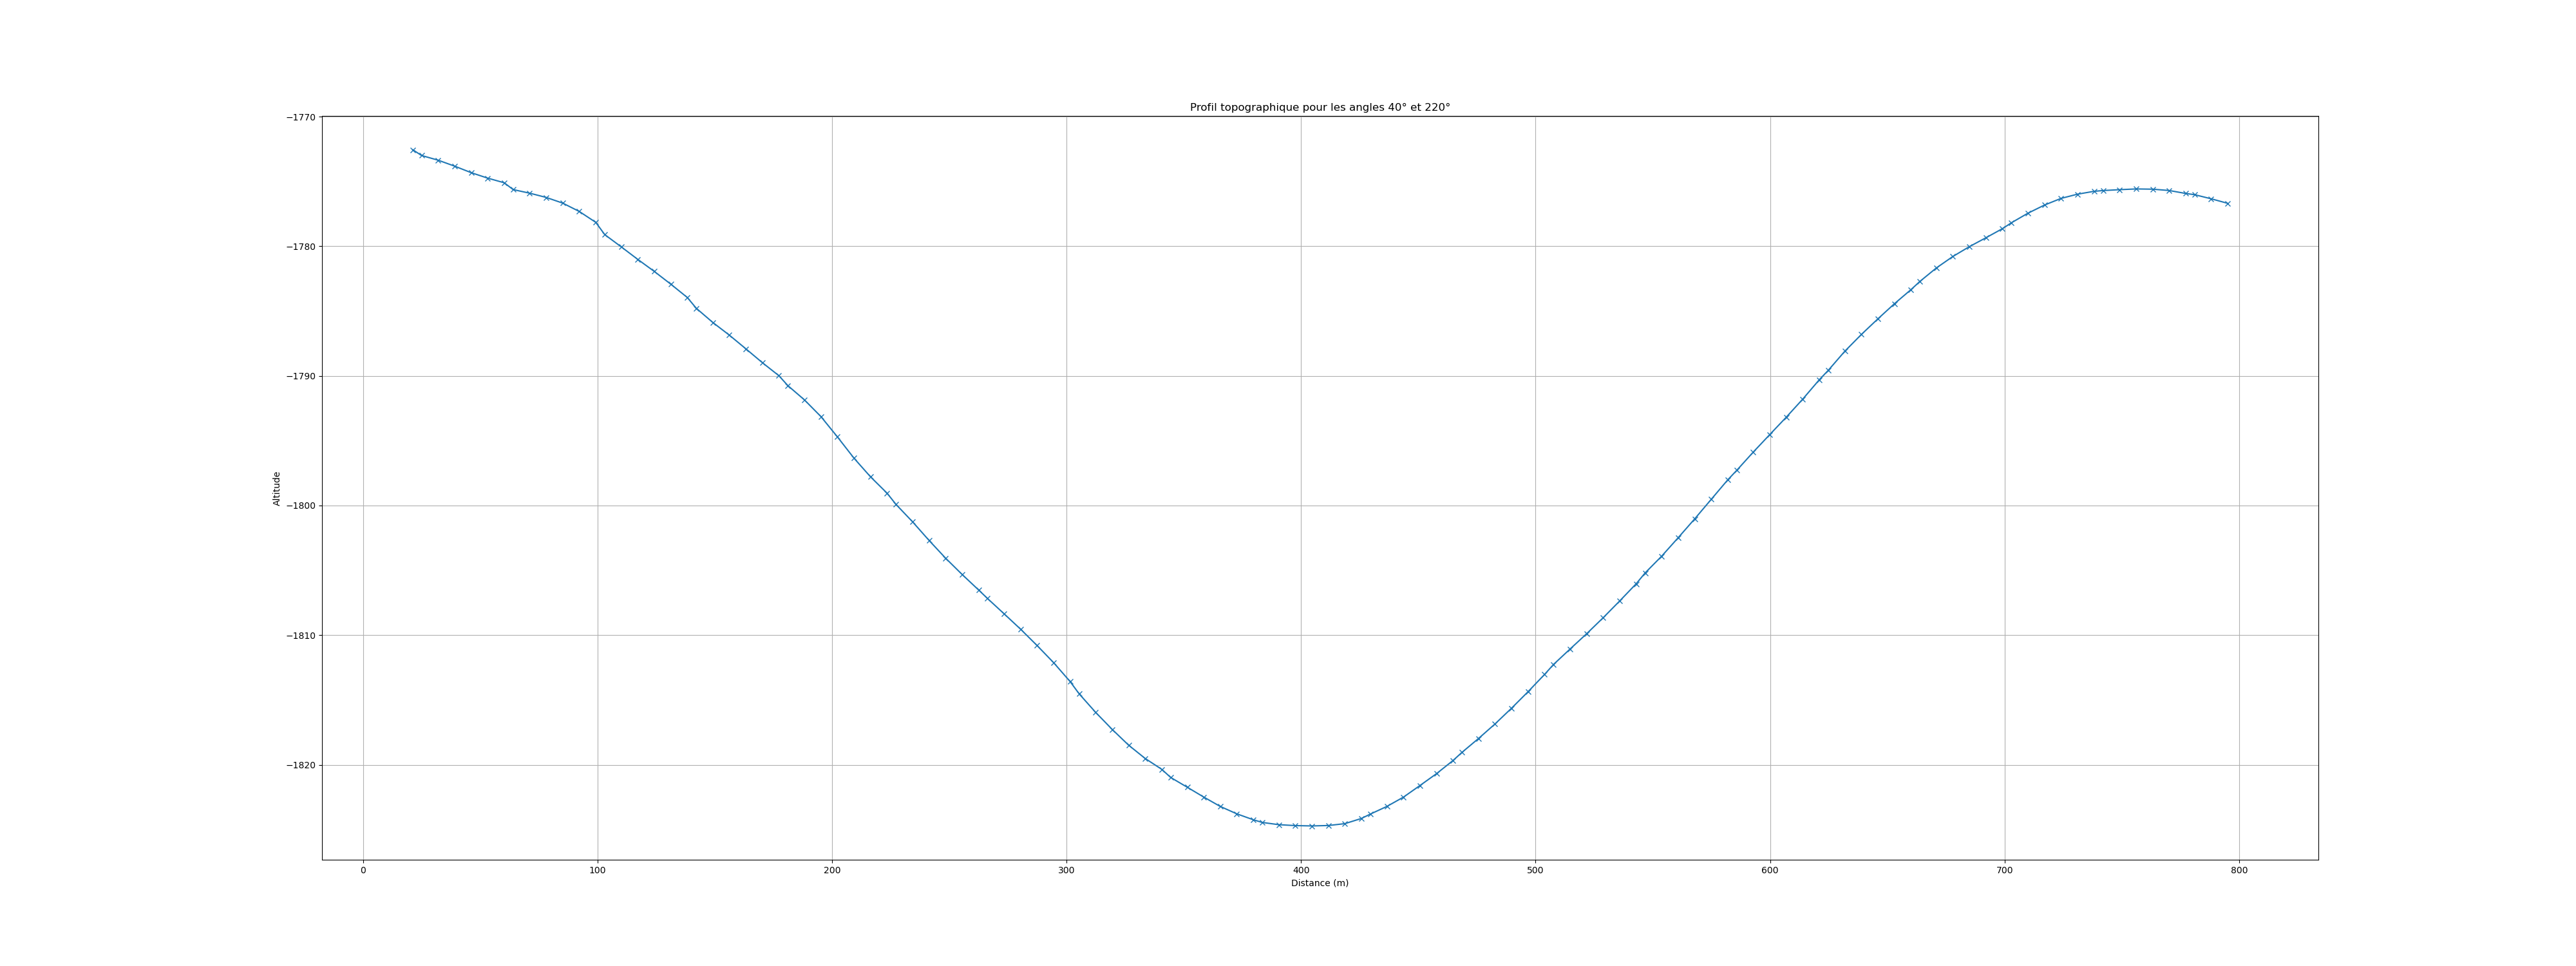 Profil topographique pour les angles 40° et 220°
−1770
−1780
−1790
−1800
−1810
−1820
Altitude
0 100 200 300 400 500 600 700 800
Distance (m)